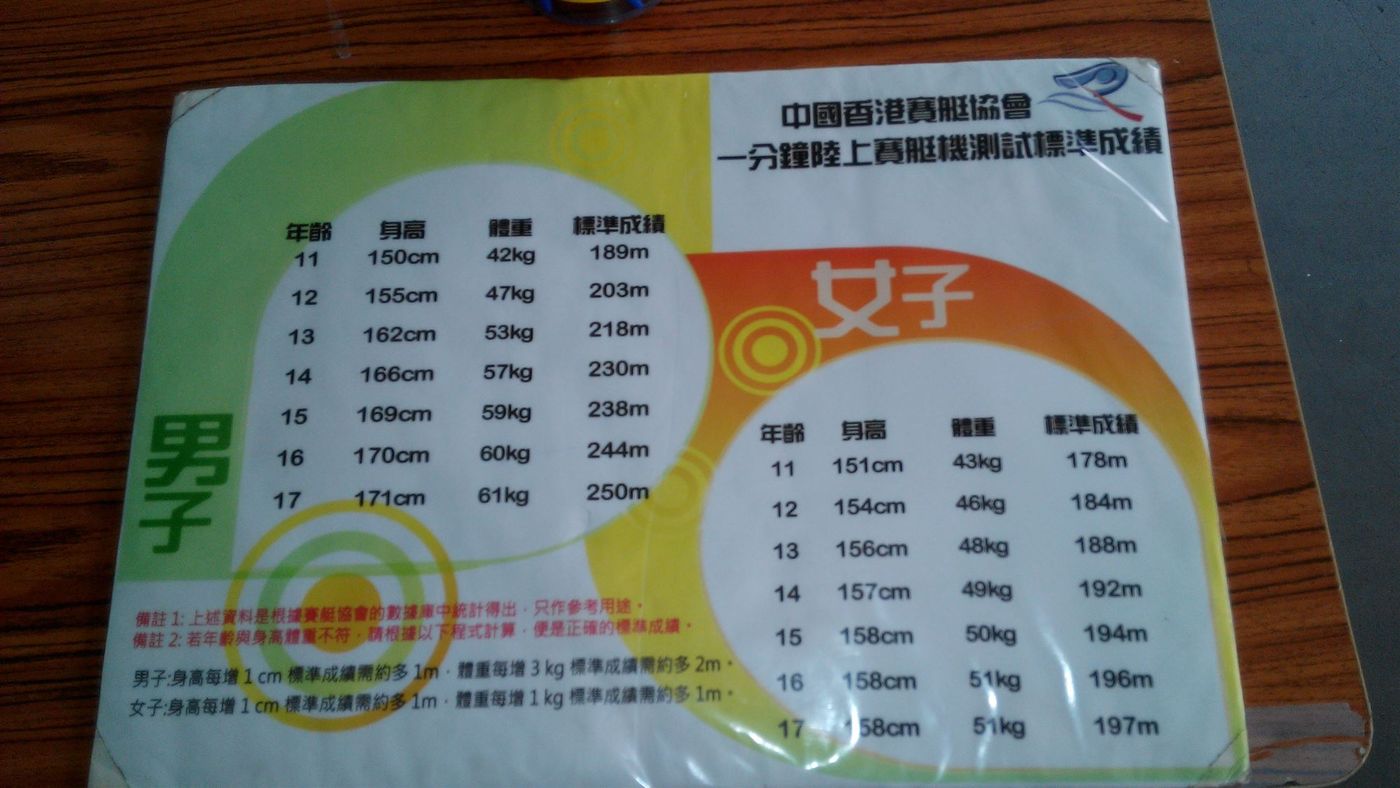 中國香港賽艇協會
一分鐘陸上賽艇機測試標準成績
男子
年齡 身高 體重 標準成績
11 150cm 42kg 189m
12 155cm 47kg 203m
13 162cm 53kg 218m
14 166cm 57kg 230m
15 169cm 59kg 238m
16 170cm 60kg 244m
17 171cm 61kg 250m
女子
年齡 身高 體重 標準成績
11 151cm 43kg 178m
12 154cm 46kg 184m
13 156cm 48kg 188m
14 157cm 49kg 192m
15 158cm 50kg 194m
16 158cm 51kg 196m
17 158cm 51kg 197m
備註 1: 上述資料是根據賽艇協會的數據庫中統計得出，只作參考用途。
備註 2: 若年齡與身高體重不符，請根據以下程式計算，便是正確的標準成績。
男子:身高每增 1 cm 標準成績需約多 1m，體重每增 3 kg 標準成績需約多 2m。
女子:身高每增 1 cm 標準成績需約多 1m，體重每增 1 kg 標準成績需約多 1m。